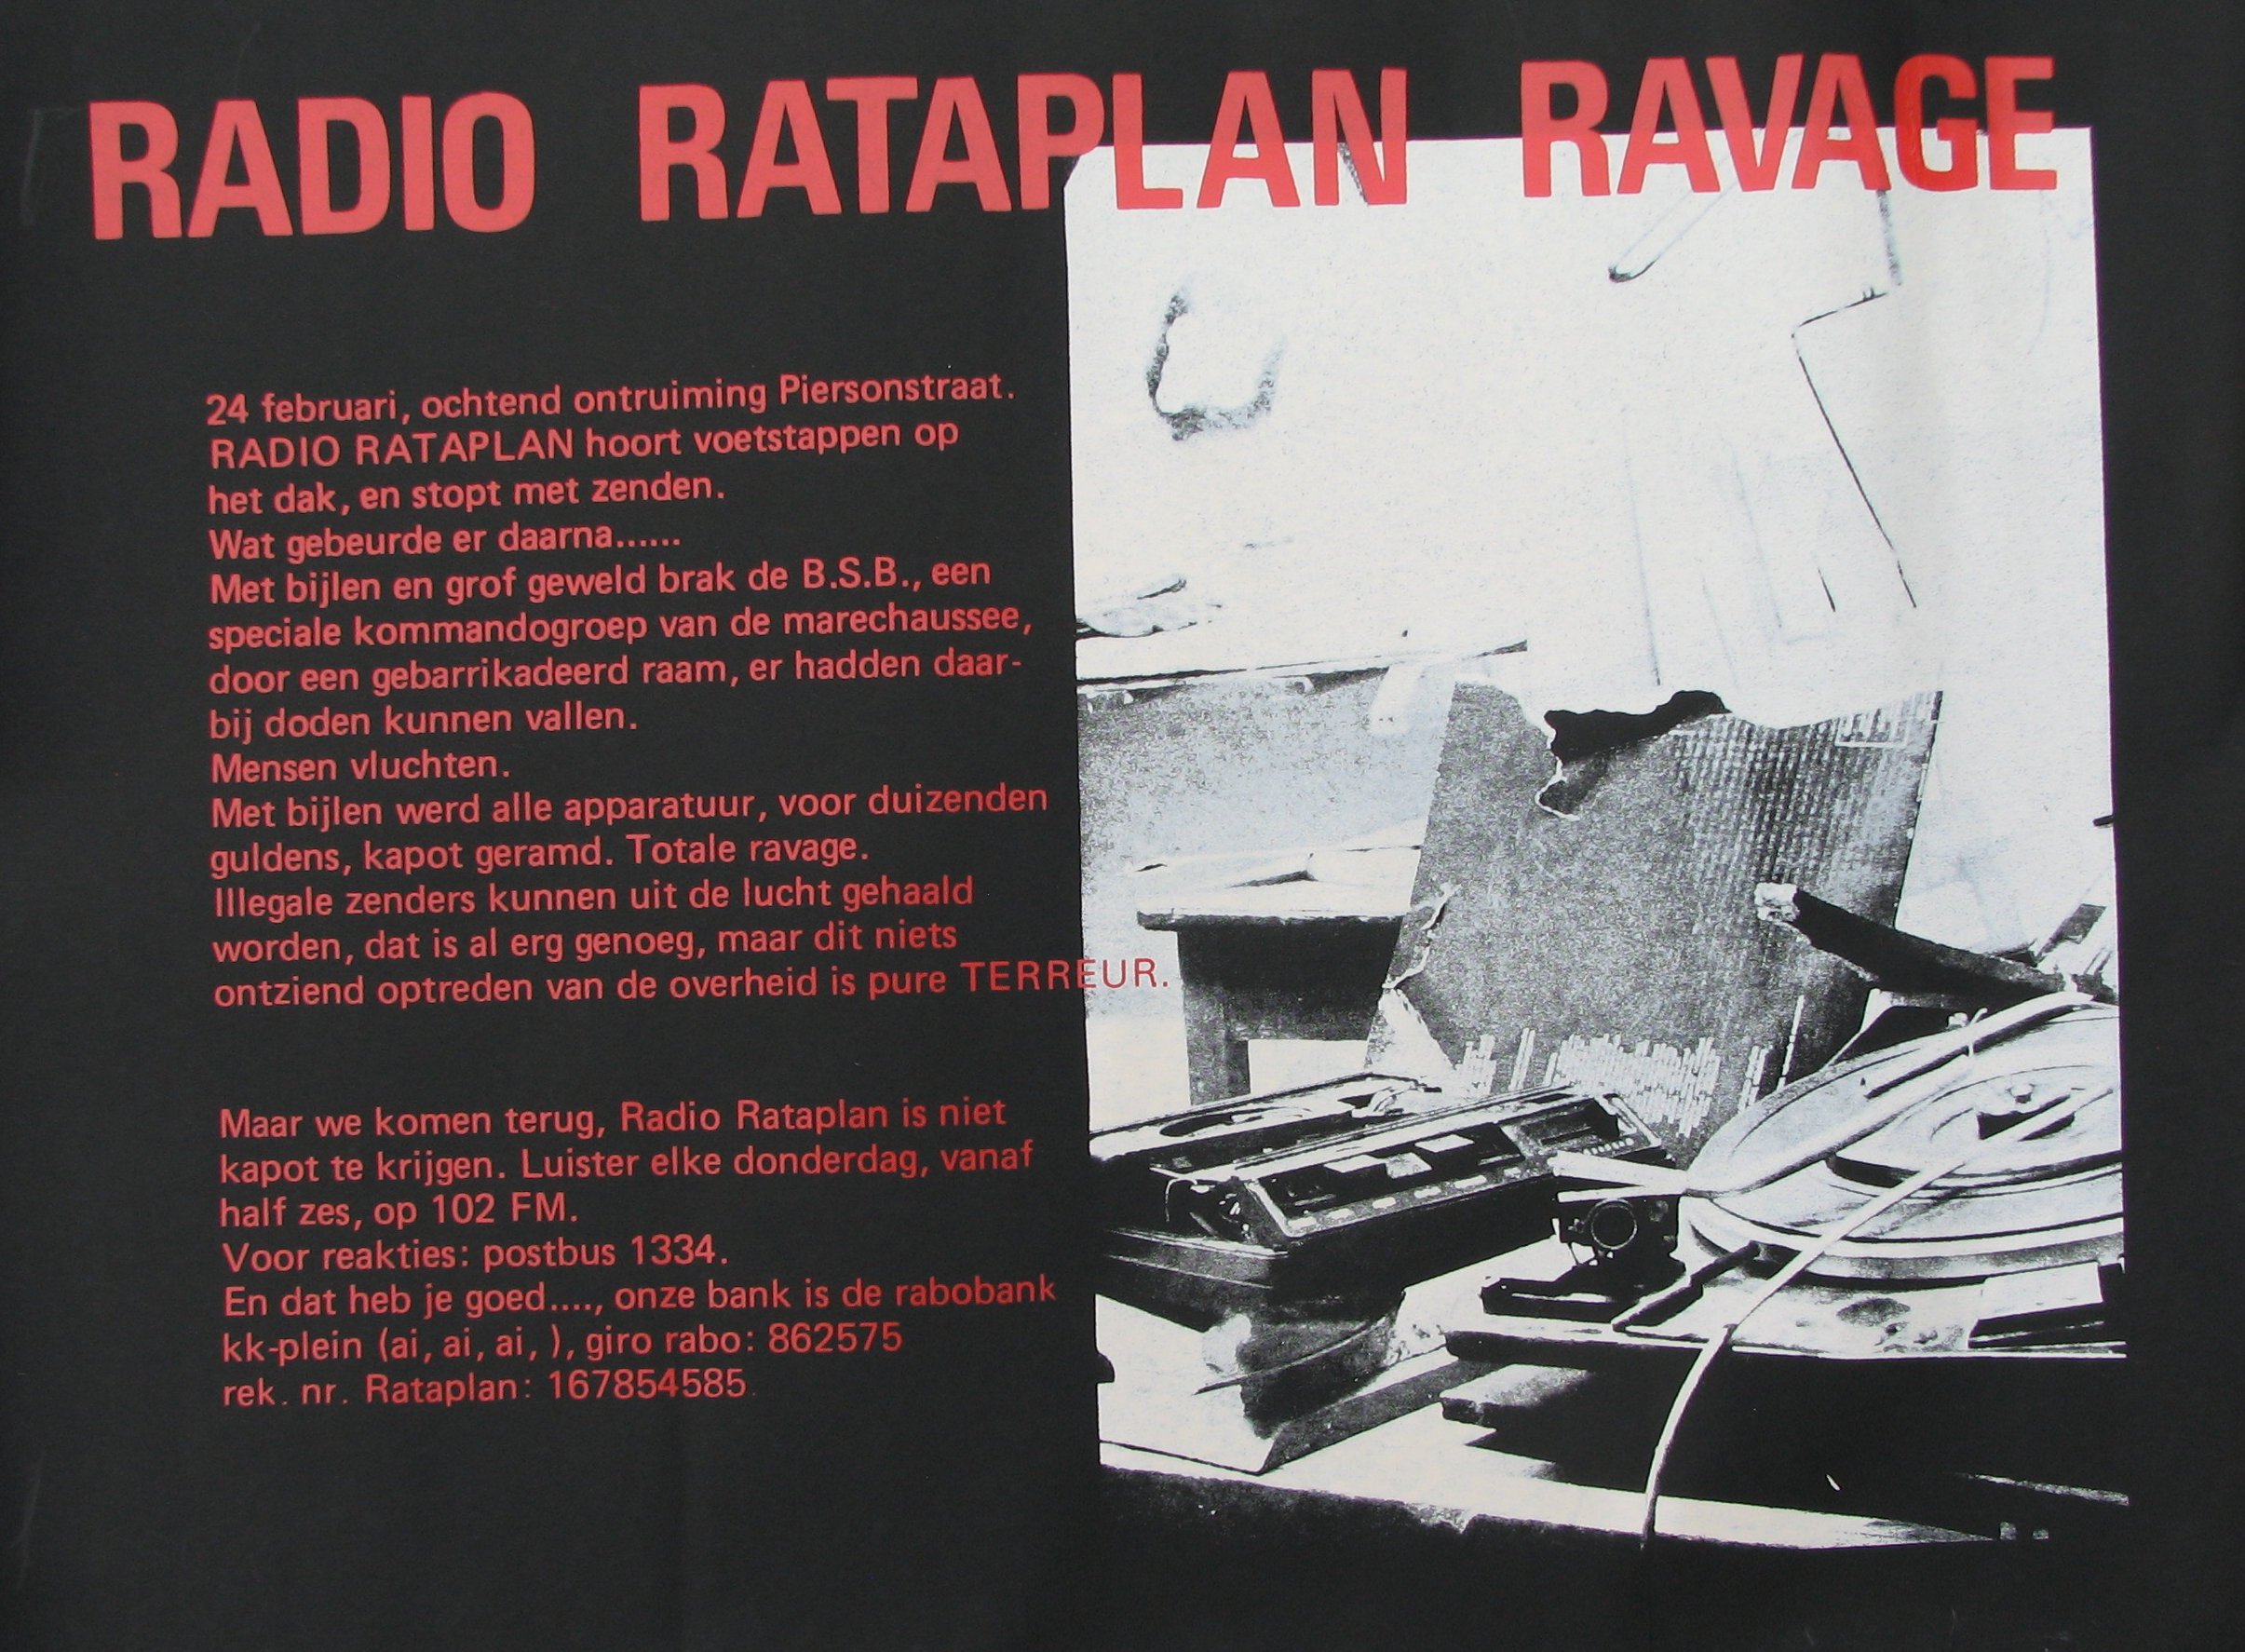 RADIO RATAPLAN RAVAGE
24 februari, ochtend ontruiming Piersonstraat.
RADIO RATAPLAN hoort voetstappen op
het dak, en stopt met zenden.
Wat gebeurde er daarna......
Met bijlen en grof geweld brak de B.S.B., een
speciale kommandogroep van de marechaussee,
door een gebarrikadeerd raam, er hadden daar-
bij doden kunnen vallen.
Mensen vluchten.
Met bijlen werd alle apparatuur, voor duizenden
guldens, kapot geramd. Totale ravage.
Illegale zenders kunnen uit de lucht gehaald
worden, dat is al erg genoeg, maar dit niets
ontziend optreden van de overheid is pure TERREUR.
Maar we komen terug, Radio Rataplan is niet
kapot te krijgen. Luister elke donderdag, vanaf
half zes, op 102 FM.
Voor reakties: postbus 1334.
En dat heb je goed...., onze bank is de rabobank
kk-plein (ai, ai, ai, ), giro rabo: 862575
rek. nr. Rataplan: 167854585.